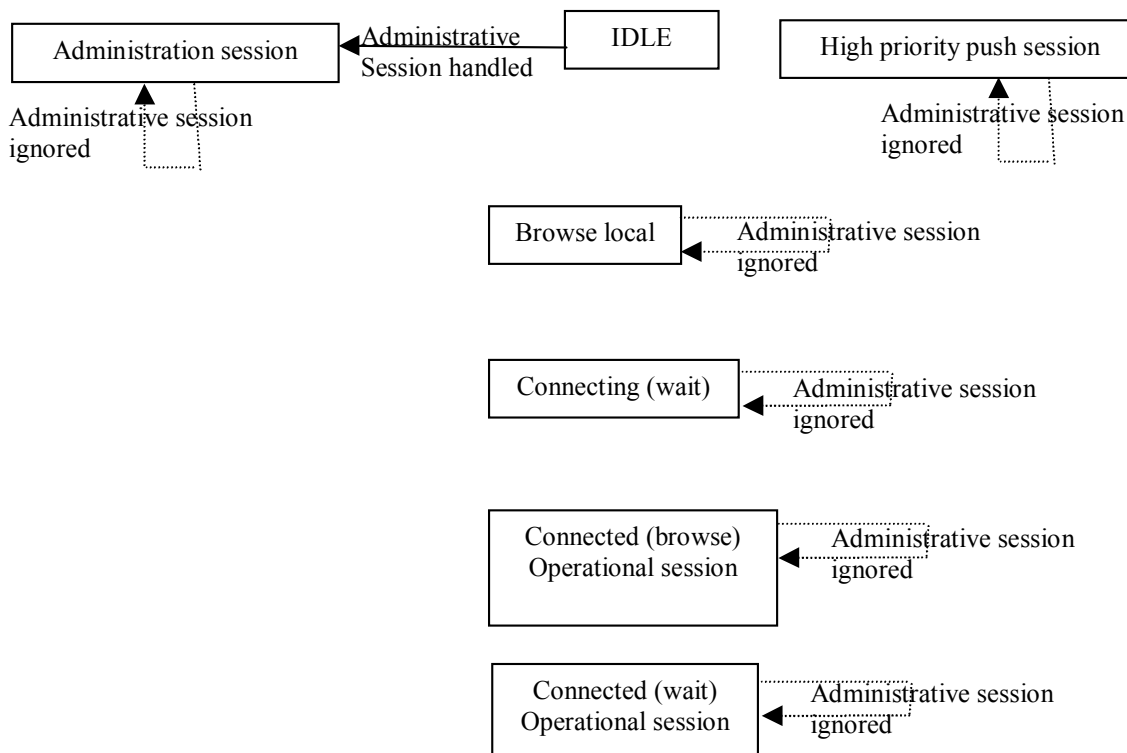 Administration session
Administrative
Session handled
IDLE
High priority push session
Administrative session
ignored
Administrative session
ignored
Browse local
Administrative session
ignored
Connecting (wait)
Administrative session
ignored
Connected (browse)
Operational session
Administrative session
ignored
Connected (wait)
Operational session
Administrative session
ignored